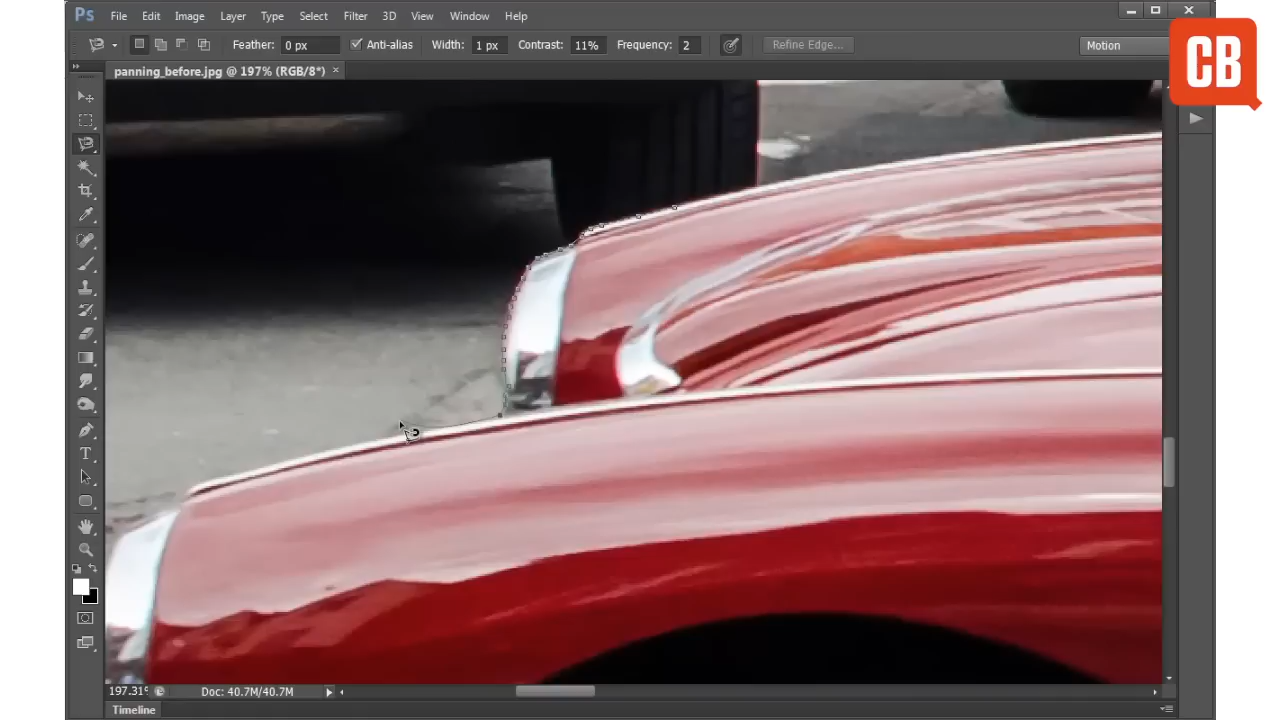 Ps File Edit Image Layer Type Select Filter 3D View Window Help
Feather: 0 px Anti-alias Width: 1 px Contrast: 11% Frequency: 2 Refine Edge... Motion
CB
panning_before.jpg @ 197% (RGB/8*) ×
T
197.31% Doc: 40.7M/40.7M
Timeline